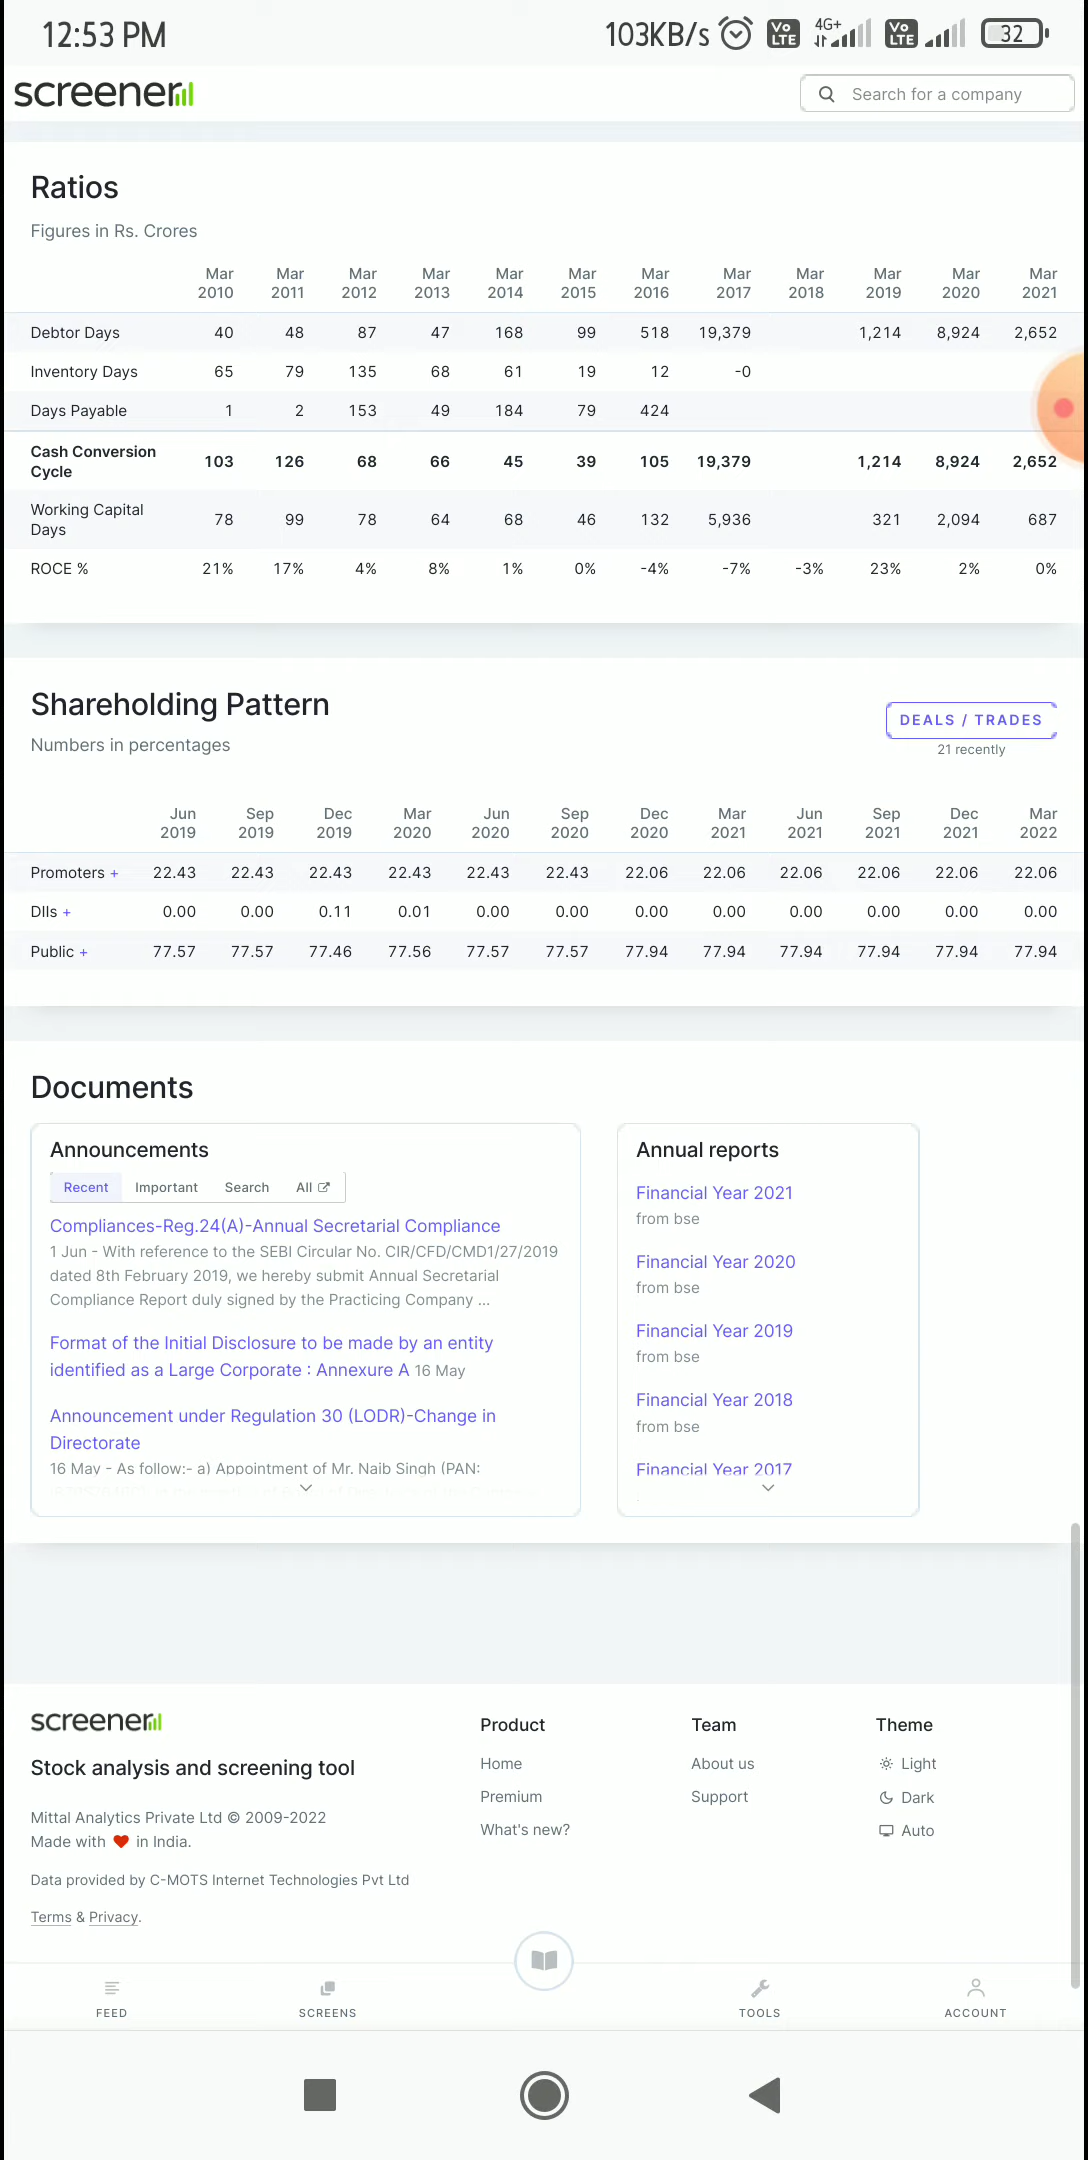 12:53 PM 103KB/s Vo LTE 4G+ Vo LTE 32
screener Search for a company
Ratios
Figures in Rs. Crores
Mar 2010 Mar 2011 Mar 2012 Mar 2013 Mar 2014 Mar 2015 Mar 2016 Mar 2017 Mar 2018 Mar 2019 Mar 2020 Mar 2021
Debtor Days 40 48 87 47 168 99 518 19,379 1,214 8,924 2,652
Inventory Days 65 79 135 68 61 19 12 -0
Days Payable 1 2 153 49 184 79 424
Cash Conversion Cycle 103 126 68 66 45 39 105 19,379 1,214 8,924 2,652
Working Capital Days 78 99 78 64 68 46 132 5,936 321 2,094 687
ROCE % 21% 17% 4% 8% 1% 0% -4% -7% -3% 23% 2% 0%
Shareholding Pattern
DEALS / TRADES
Numbers in percentages
21 recently
Jun 2019 Sep 2019 Dec 2019 Mar 2020 Jun 2020 Sep 2020 Dec 2020 Mar 2021 Jun 2021 Sep 2021 Dec 2021 Mar 2022
Promoters + 22.43 22.43 22.43 22.43 22.43 22.43 22.06 22.06 22.06 22.06 22.06 22.06
DIIs + 0.00 0.00 0.11 0.01 0.00 0.00 0.00 0.00 0.00 0.00 0.00 0.00
Public + 77.57 77.57 77.46 77.56 77.57 77.57 77.94 77.94 77.94 77.94 77.94 77.94
Documents
Announcements
Recent Important Search All
Compliances-Reg.24(A)-Annual Secretarial Compliance
1 Jun - With reference to the SEBI Circular No. CIR/CFD/CMD1/27/2019
dated 8th February 2019, we hereby submit Annual Secretarial
Compliance Report duly signed by the Practicing Company ...
Format of the Initial Disclosure to be made by an entity
identified as a Large Corporate : Annexure A 16 May
Announcement under Regulation 30 (LODR)-Change in
Directorate
16 May - As follow:- a) Appointment of Mr. Naib Singh (PAN:
Annual reports
Financial Year 2021
from bse
Financial Year 2020
from bse
Financial Year 2019
from bse
Financial Year 2018
from bse
Financial Year 2017
screener
Stock analysis and screening tool
Mittal Analytics Private Ltd © 2009-2022
Made with ❤ in India.
Data provided by C-MOTS Internet Technologies Pvt Ltd
Terms & Privacy.
Product
Home
Premium
What's new?
Team
About us
Support
Theme
Light
Dark
Auto
FEED SCREENS TOOLS ACCOUNT